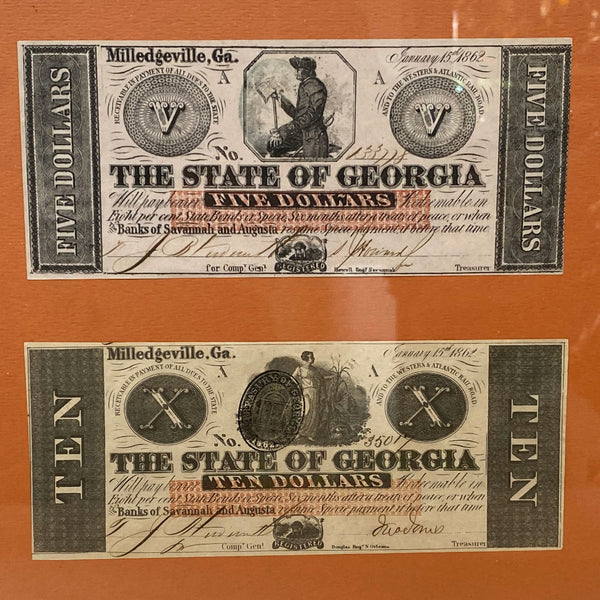 Milledgeville, Ga.
January 15th 1862
FIVE DOLLARS
RECEIVABLE IN PAYMENT OF ALL DUES TO THE STATE
A
A
AND TO THE WESTERN & ATLANTIC RAIL ROAD
FIVE DOLLARS
V
V
No.
THE STATE OF GEORGIA
Will pay bearer FIVE DOLLARS Redeemable in
Eight per cent. State Bonds or Specie, Six months after a treaty of peace, or when
the Banks of Savannah and Augusta resume Specie payment if before that time
for Comp! Gen!
REGISTERED
Howell Eng! Savannah
Treasurer
Milledgeville, Ga.
January 15th 1862
TEN
RECEIVABLE IN PAYMENT OF ALL DUES TO THE STATE
A
A
AND TO THE WESTERN & ATLANTIC RAIL ROAD
TEN
X
X
No.
35017
THE STATE OF GEORGIA
Will pay bearer TEN DOLLARS Redeemable in
Eight per cent. State Bonds or Specie, Six months after a treaty of peace, or when
the Banks of Savannah and Augusta resume Specie payment if before that time
Comp! Gen!
REGISTERED
Douglas Eng! N. Orleans
Treasurer